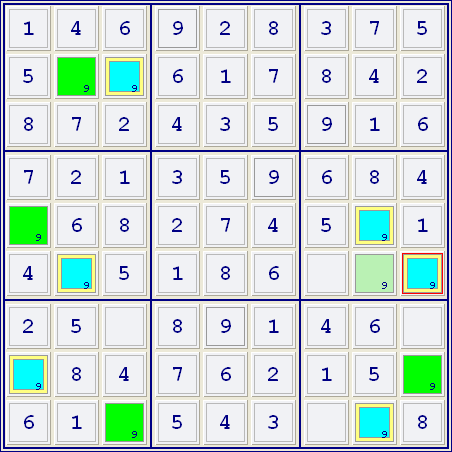 1 4 6 9 2 8 3 7 5
5 9 9 6 1 7 8 4 2
8 7 2 4 3 5 9 1 6
7 2 1 3 5 9 6 8 4
9 6 8 2 7 4 5 9 1
4 9 5 1 8 6 9 9
2 5 8 9 1 4 6
9 8 4 7 6 2 1 5 9
6 1 9 5 4 3 9 8